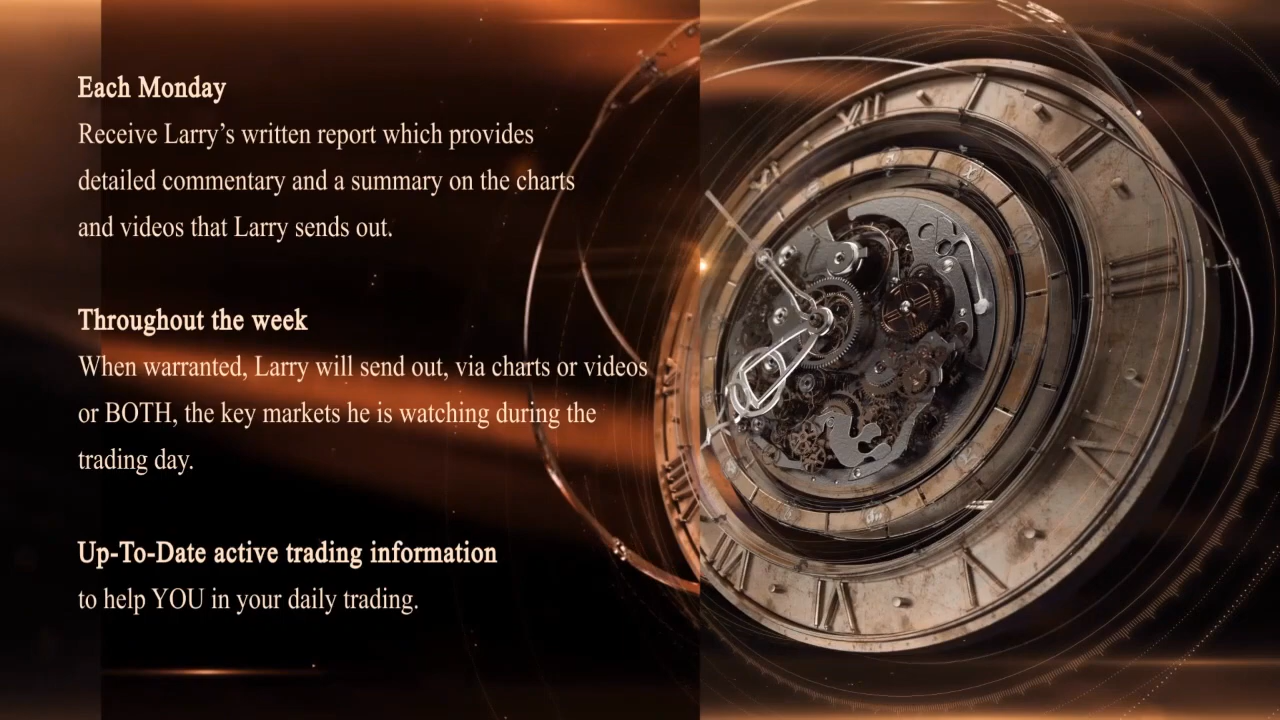 Each Monday
Receive Larry’s written report which provides
detailed commentary and a summary on the charts
and videos that Larry sends out.
Throughout the week
When warranted, Larry will send out, via charts or videos
or BOTH, the key markets he is watching during the
trading day.
Up-To-Date active trading information
to help YOU in your daily trading.